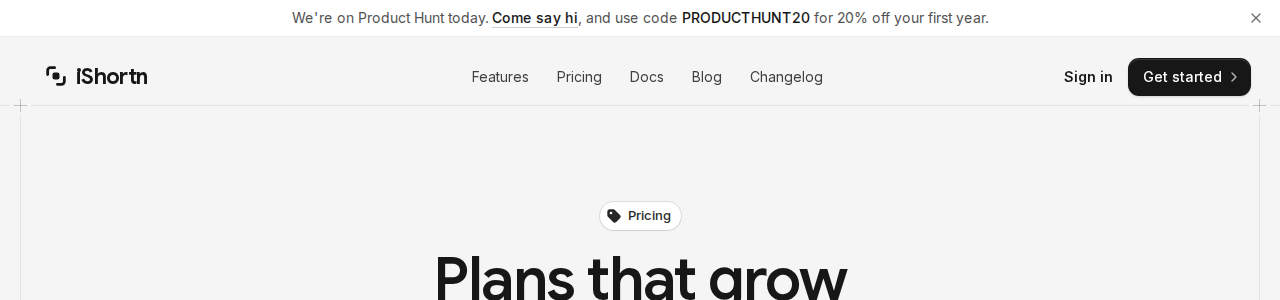 We're on Product Hunt today. Come say hi, and use code PRODUCTHUNT20 for 20% off your first year.
iShortn
Features
Pricing
Docs
Blog
Changelog
Sign in
Get started
Pricing
Plans that grow